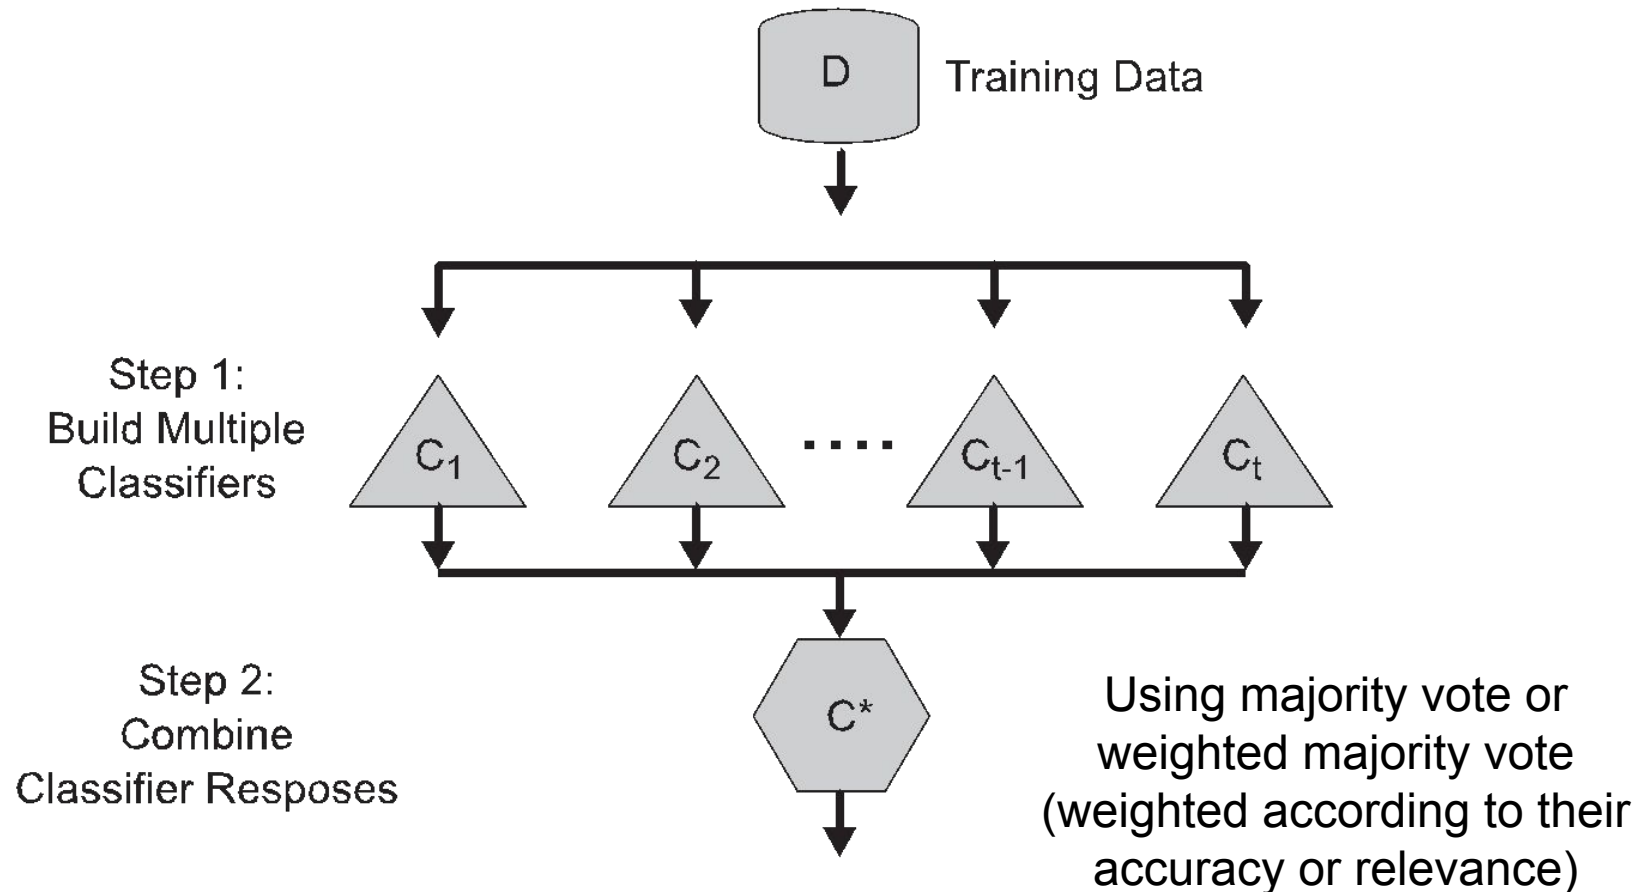 D
Training Data
Step 1:
Build Multiple
Classifiers
C1
C2
....
Ct-1
Ct
Step 2:
Combine
Classifier Resposes
C*
Using majority vote or
weighted majority vote
(weighted according to their
accuracy or relevance)